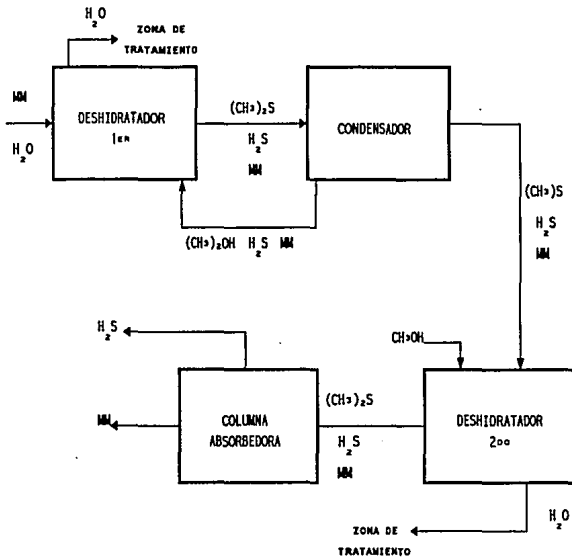 H₂O
ZONA DE
TRATAMIENTO
MM
H₂O
DESHIDRATADOR
1ER
(CH₃)₂S
H₂S
MM
CONDENSADOR
(CH₃)₂OH H₂S MM
(CH₃)S
H₂S
MM
H₂S
MM
COLUMNA
ABSORBEDORA
(CH₃)₂S
H₂S
MM
CH₃OH
DESHIDRATADOR
2DO
H₂O
ZONA DE
TRATAMIENTO